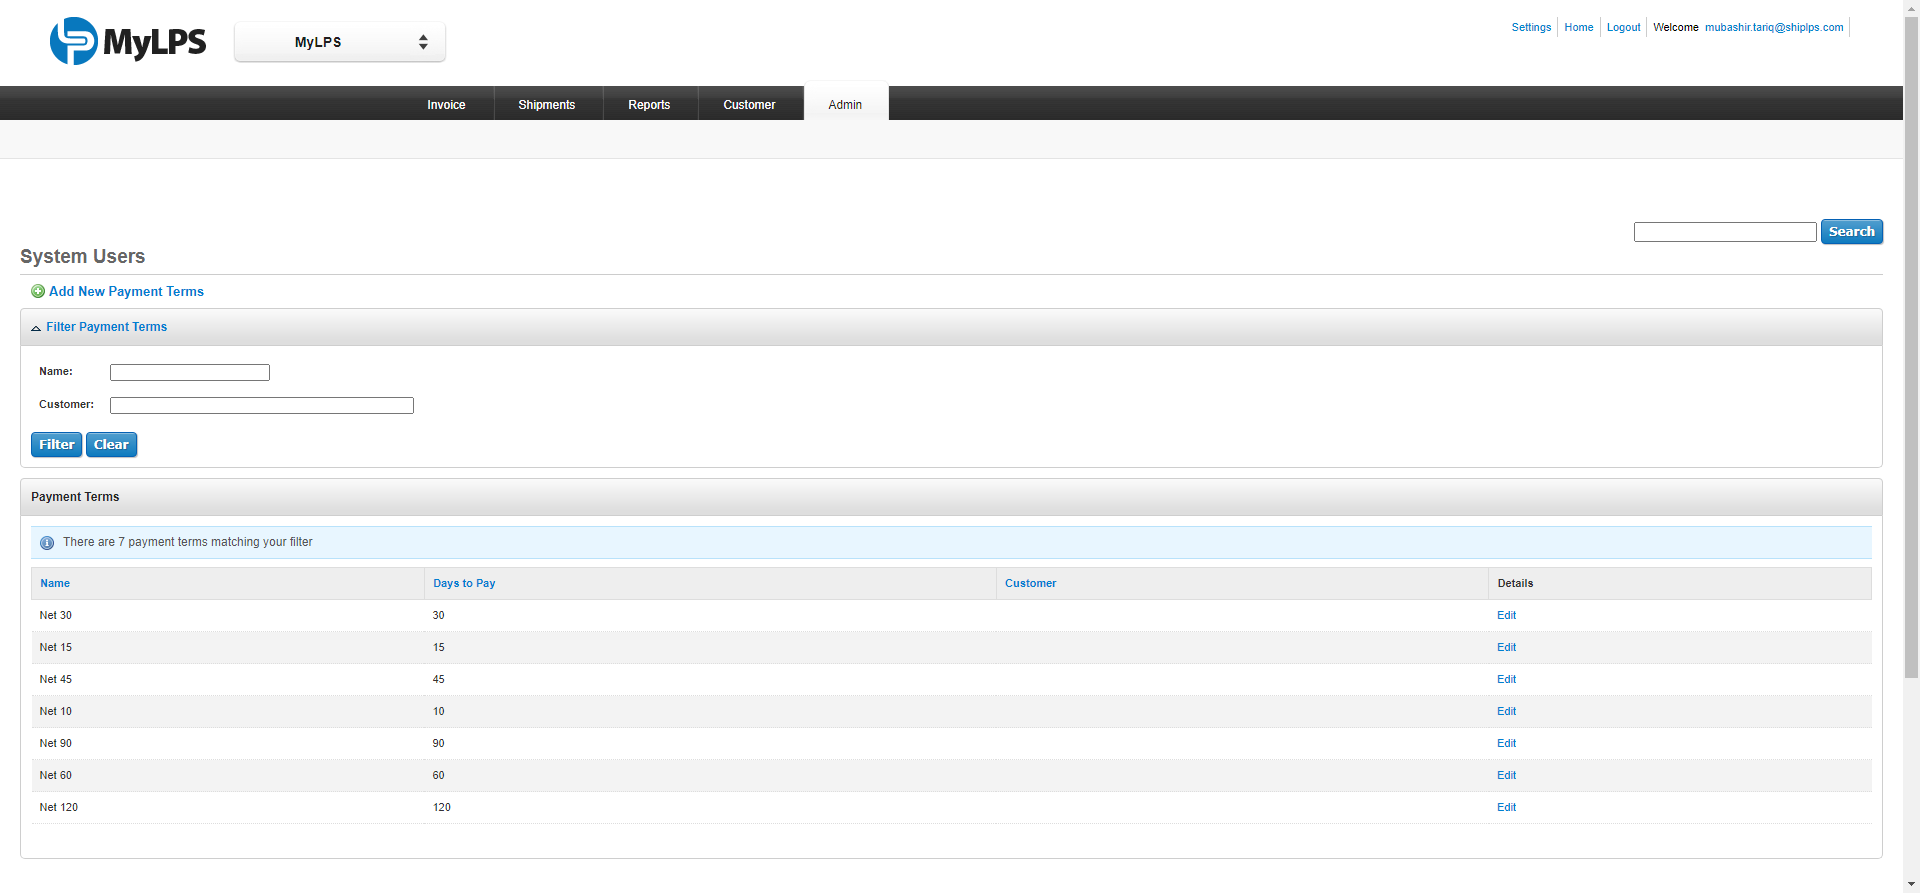 MyLPS
MyLPS
Settings Home Logout Welcome mubashir.tariq@shiplps.com
Invoice Shipments Reports Customer Admin
Search
System Users
Add New Payment Terms
Filter Payment Terms
Name:
Customer:
Filter Clear
Payment Terms
There are 7 payment terms matching your filter
Name Days to Pay Customer Details
Net 30 30 Edit
Net 15 15 Edit
Net 45 45 Edit
Net 10 10 Edit
Net 90 90 Edit
Net 60 60 Edit
Net 120 120 Edit